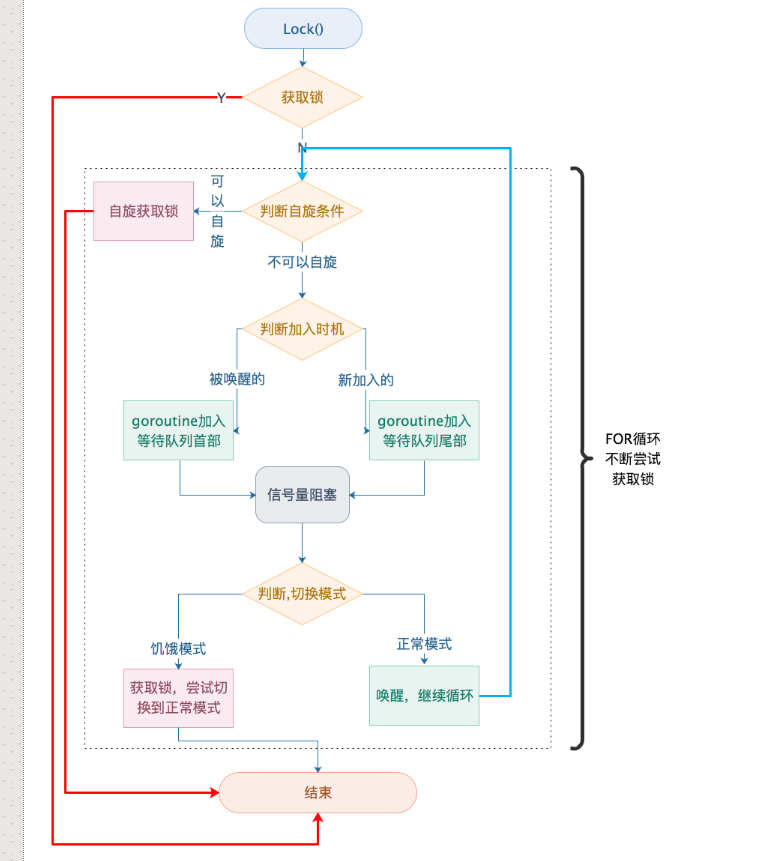 Lock()
获取锁
Y
N
可
以
自
旋
自旋获取锁
判断自旋条件
不可以自旋
判断加入时机
被唤醒的
新加入的
goroutine加入
等待队列首部
goroutine加入
等待队列尾部
信号量阻塞
FOR循环
不断尝试
获取锁
判断,切换模式
饥饿模式
正常模式
获取锁，尝试切
换到正常模式
唤醒，继续循环
结束